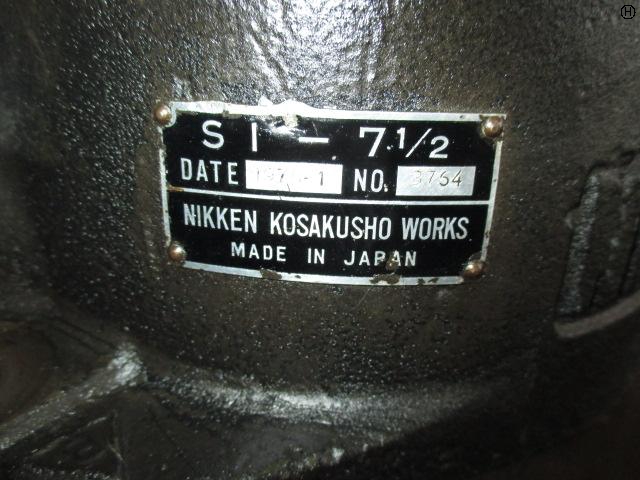 S I - 7 1/2
DATE NO. 3764
NIKKEN KOSAKUSHO WORKS
MADE IN JAPAN